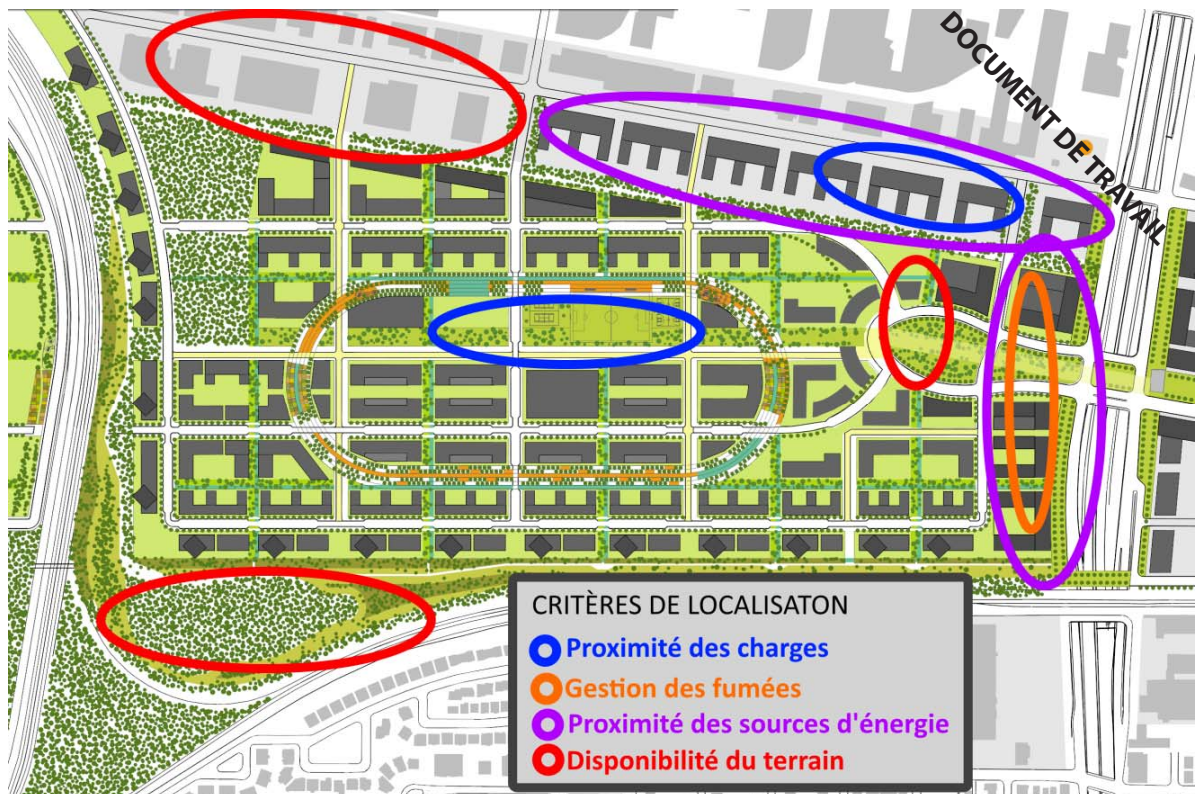 DOCUMENT DE TRAVAIL
CRITÈRES DE LOCALISATON
Proximité des charges
Gestion des fumées
Proximité des sources d'énergie
Disponibilité du terrain